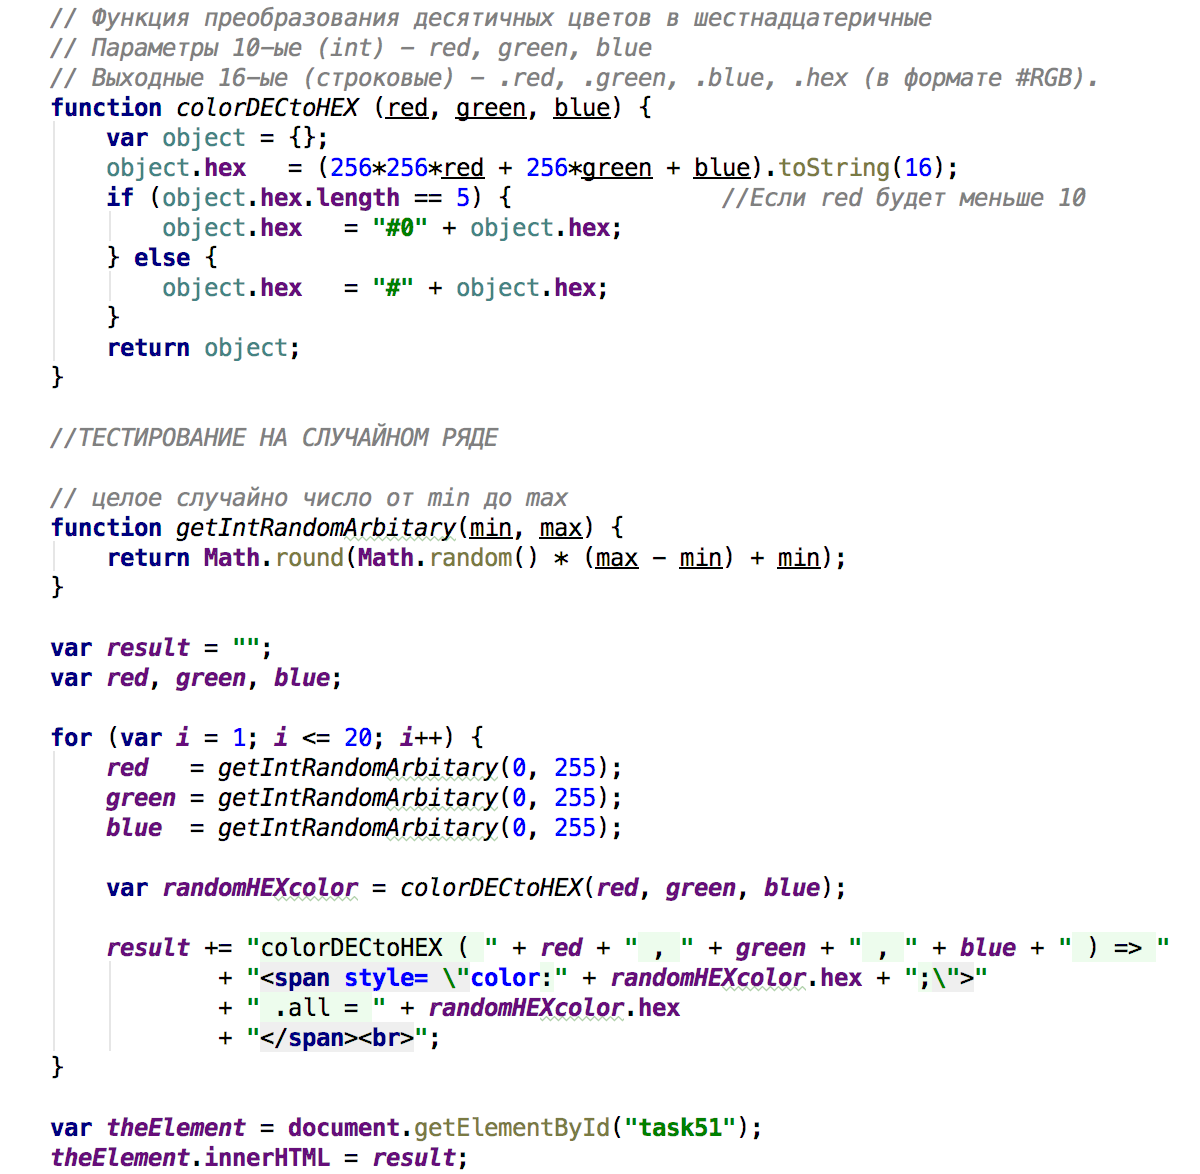 // Функция преобразования десятичных цветов в шестнадцатеричные
// Параметры 10-ые (int) - red, green, blue
// Выходные 16-ые (строковые) - .red, .green, .blue, .hex (в формате #RGB).
function colorDECtoHEX (red, green, blue) {
    var object = {};
    object.hex   = (256*256*red + 256*green + blue).toString(16);
    if (object.hex.length == 5) {               //Если red будет меньше 10
        object.hex   = "#0" + object.hex;
    } else {
        object.hex   = "#" + object.hex;
    }
    return object;
}

//ТЕСТИРОВАНИЕ НА СЛУЧАЙНОМ РЯДЕ

// целое случайно число от min до max
function getIntRandomArbitary(min, max) {
    return Math.round(Math.random() * (max - min) + min);
}

var result = "";
var red, green, blue;

for (var i = 1; i <= 20; i++) {
    red   = getIntRandomArbitary(0, 255);
    green = getIntRandomArbitary(0, 255);
    blue  = getIntRandomArbitary(0, 255);

    var randomHEXcolor = colorDECtoHEX(red, green, blue);

    result += "colorDECtoHEX ( " + red + " , " + green + " , " + blue + " ) => "
            + "<span style= \"color:" + randomHEXcolor.hex + ";\">"
            + " .all = " + randomHEXcolor.hex
            + "</span><br>";
}

var theElement = document.getElementById("task51");
theElement.innerHTML = result;